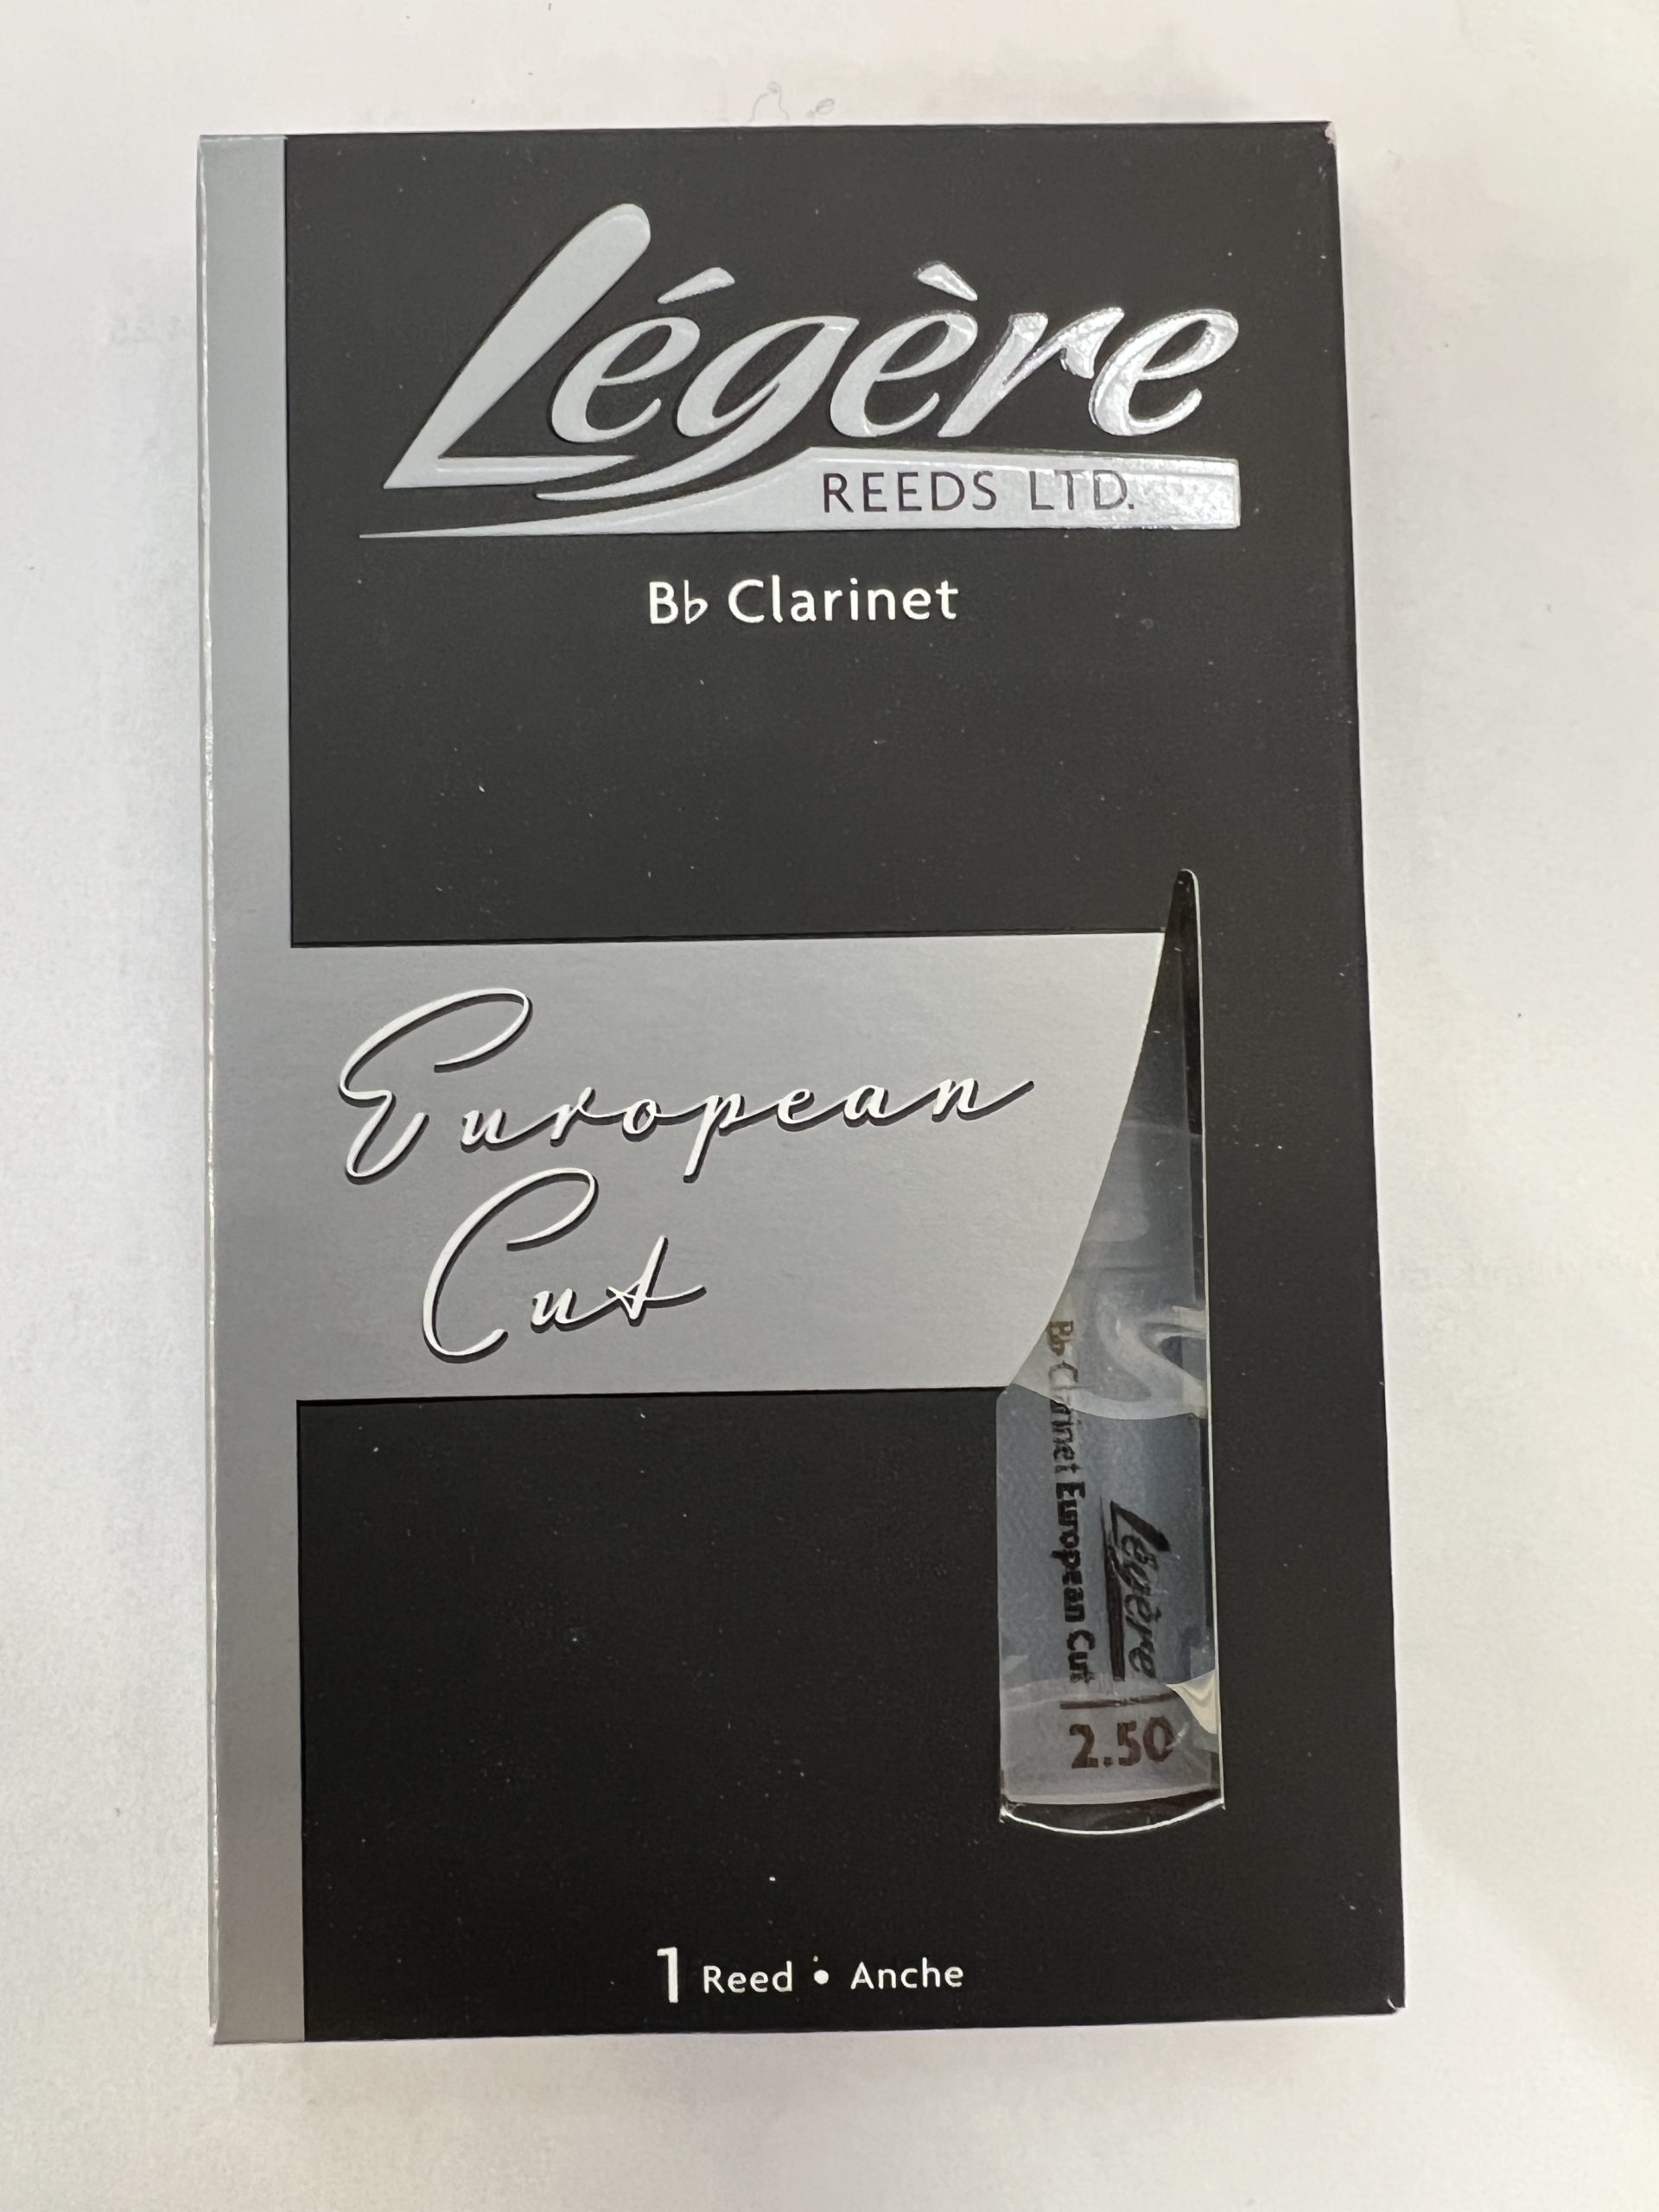 Légère
REEDS LTD.
B♭ Clarinet
European
Cut
B♭ Clarinet European Cut
Légère
2.50
1 Reed • Anche